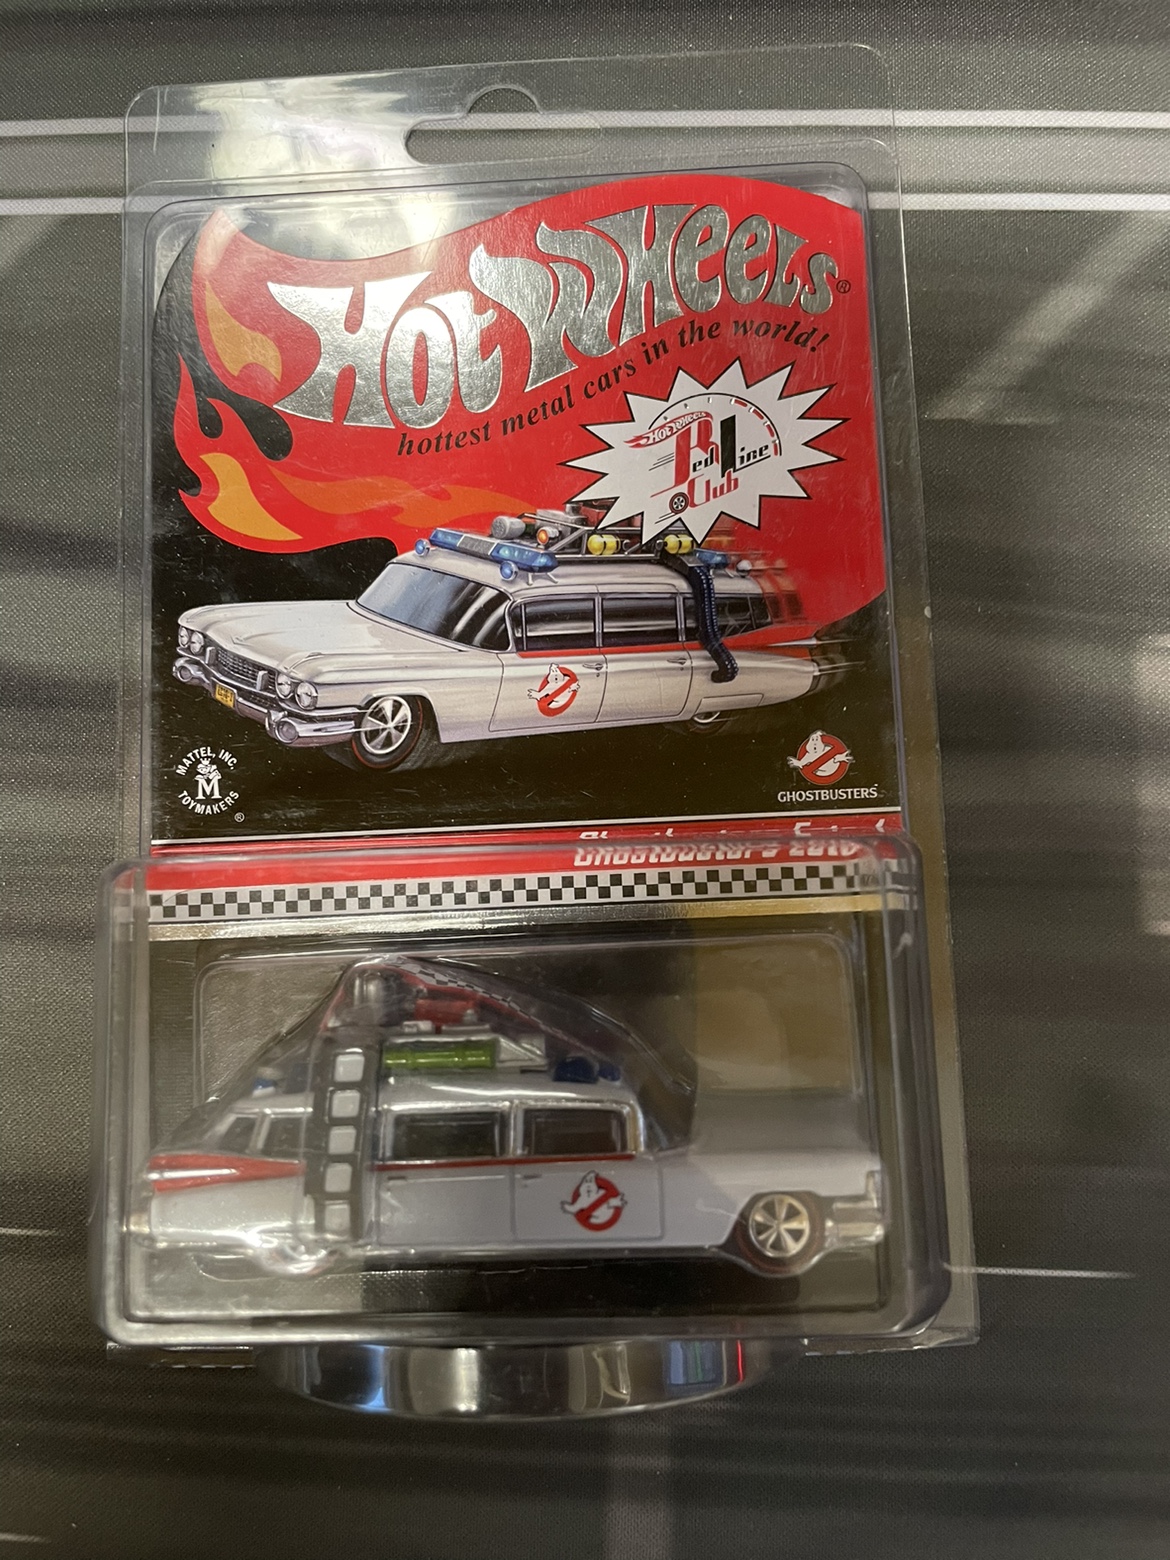 Hot Wheels®
hottest metal cars in the world!
Hot Wheels
Red Line
Club
MATTEL, INC.
M
TOYMAKERS
®
GHOSTBUSTERS™
Ghostbusters Ecto-1